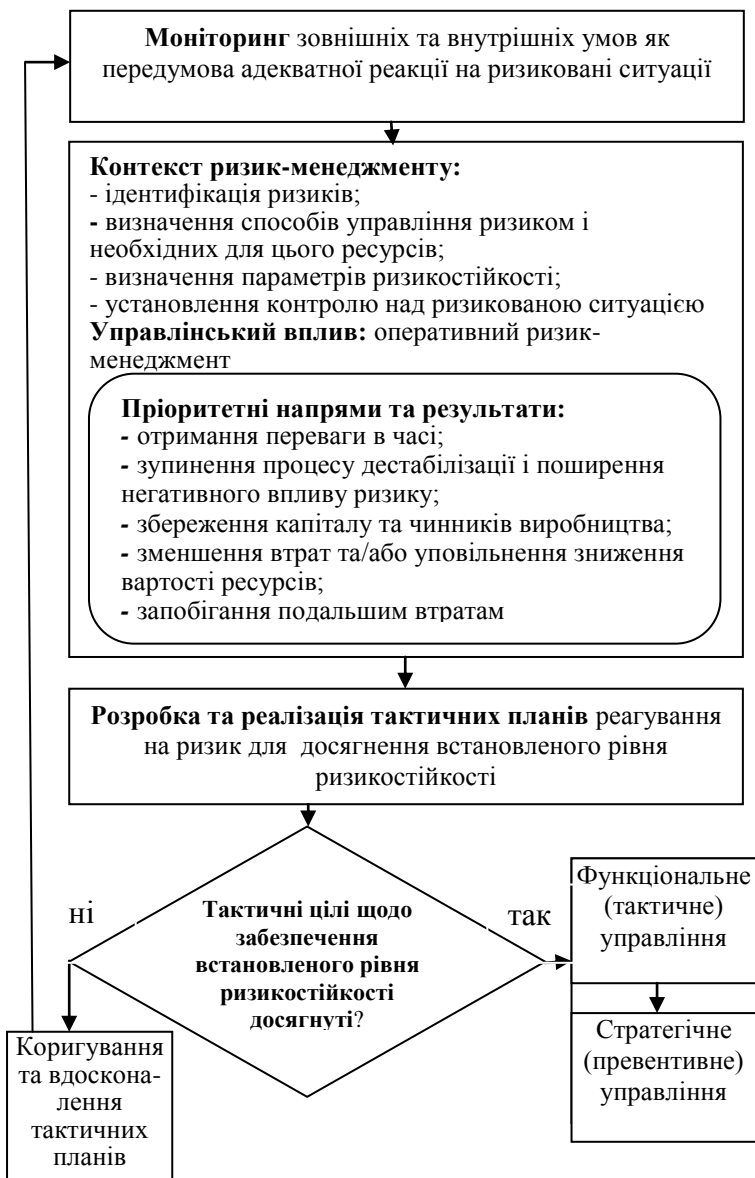 Моніторинг зовнішніх та внутрішніх умов як
передумова адекватної реакції на ризиковані ситуації
Контекст ризик-менеджменту:
- ідентифікація ризиків;
- визначення способів управління ризиком і
необхідних для цього ресурсів;
- визначення параметрів ризикостійкості;
- установлення контролю над ризикованою ситуацією
Управлінський вплив: оперативний ризик-
менеджмент
Пріоритетні напрями та результати:
- отримання переваги в часі;
- зупинення процесу дестабілізації і поширення
негативного впливу ризику;
- збереження капіталу та чинників виробництва;
- зменшення втрат та/або уповільнення зниження
вартості ресурсів;
- запобігання подальшим втратам
Розробка та реалізація тактичних планів реагування
на ризик для досягнення встановленого рівня
ризикостійкості
ні
Тактичні цілі щодо
забезпечення
встановленого рівня
ризикостійкості
досягнуті?
так
Функціональне
(тактичне)
управління
Стратегічне
(превентивне)
управління
Коригування
та вдоскона-
лення
тактичних
планів